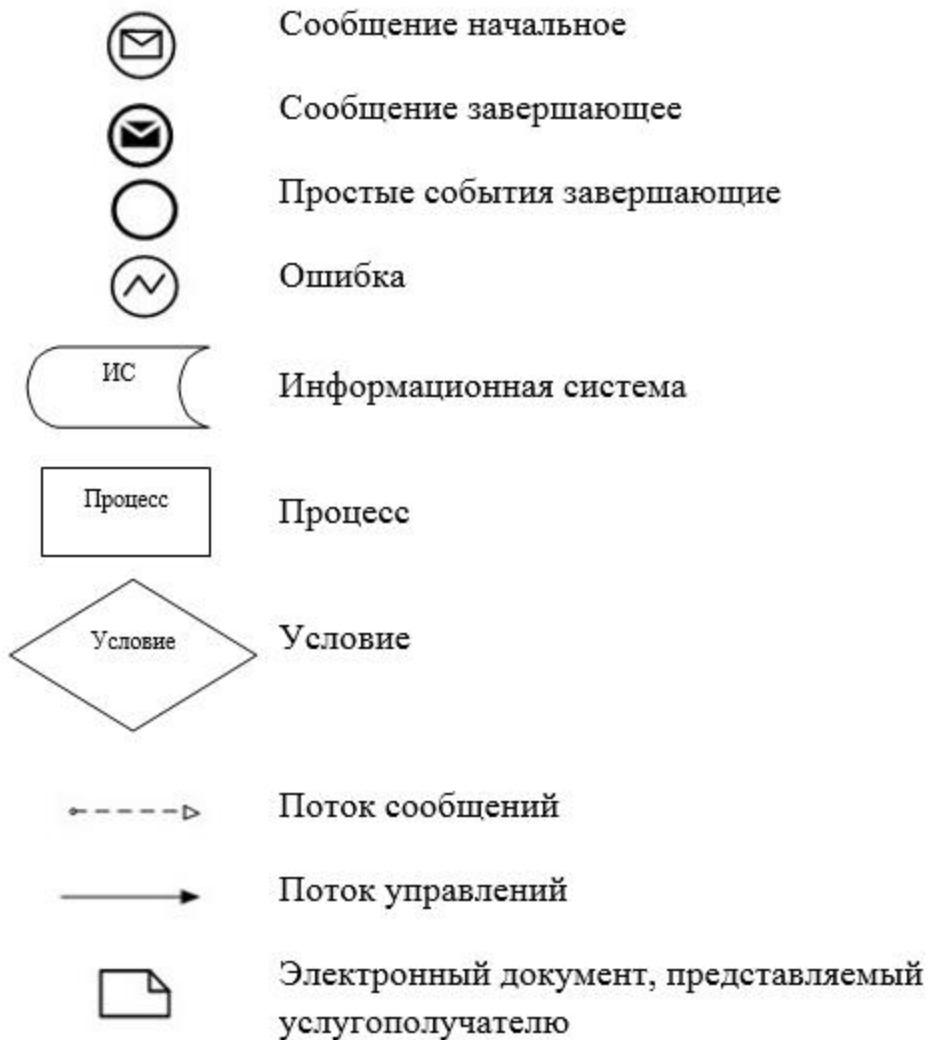 Сообщение начальное
Сообщение завершающее
Простые события завершающие
Ошибка
ИС
Информационная система
Процесс
Процесс
Условие
Условие
Поток сообщений
Поток управлений
Электронный документ, представляемый
услугополучателю